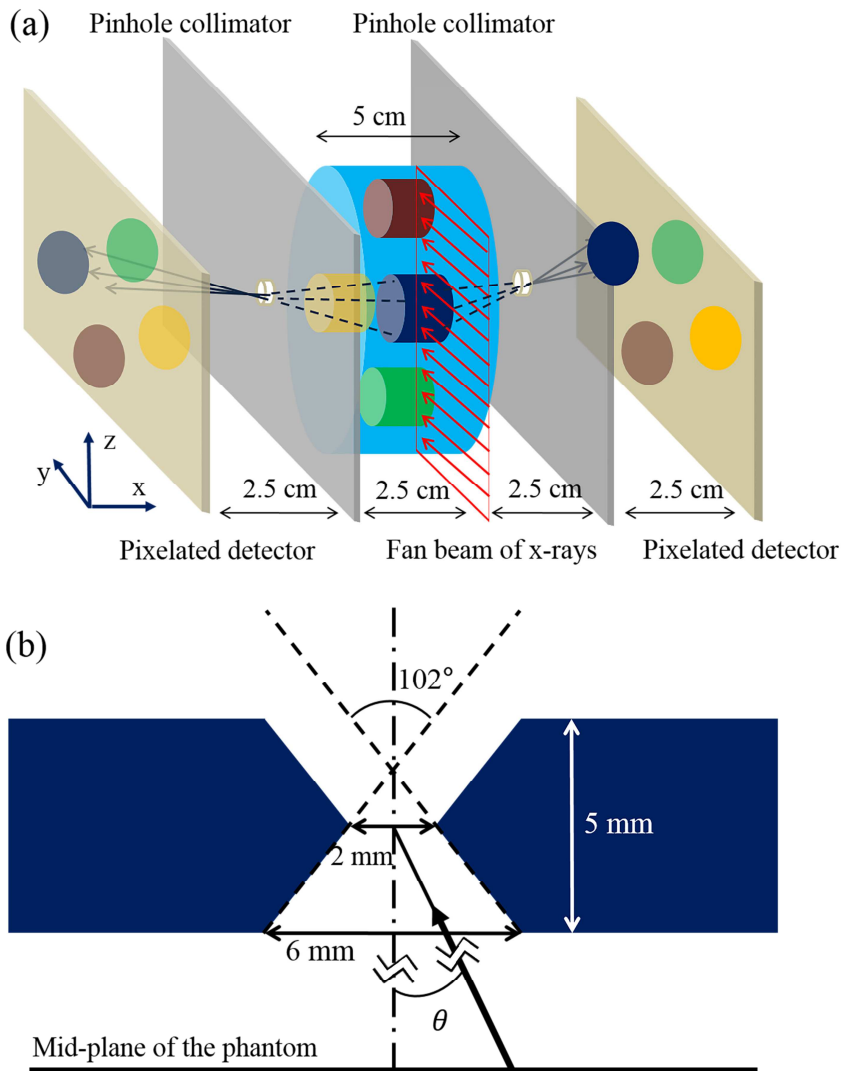 (a)
Pinhole collimator Pinhole collimator
5 cm
z
y
x
2.5 cm 2.5 cm 2.5 cm 2.5 cm
Pixelated detector Fan beam of x-rays Pixelated detector
(b)
102°
5 mm
2 mm
6 mm
θ
Mid-plane of the phantom